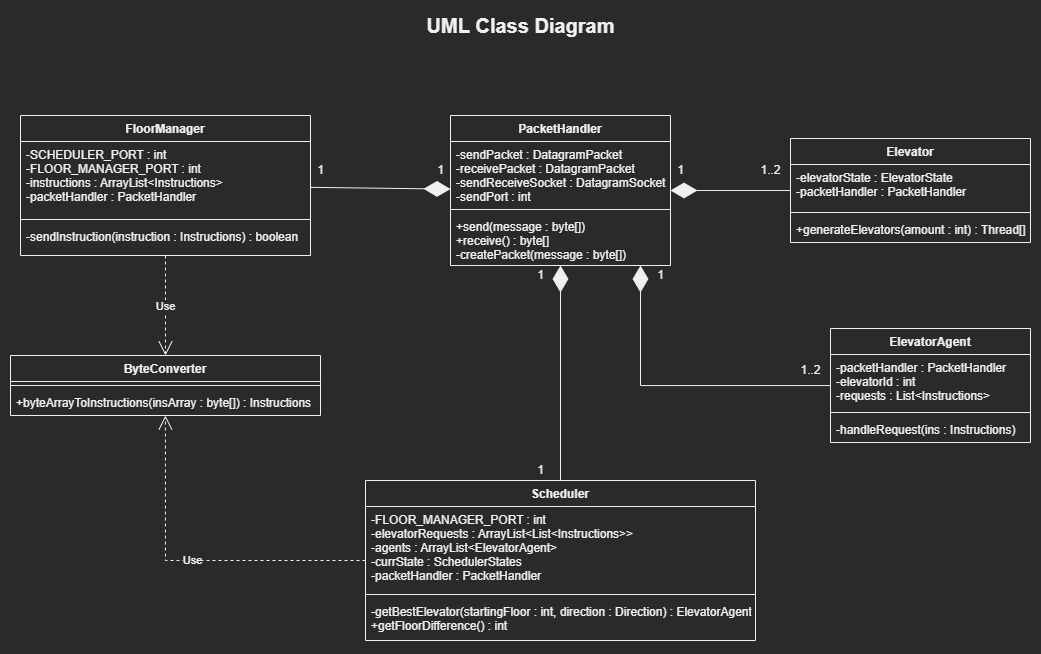 UML Class Diagram
FloorManager
-SCHEDULER_PORT : int
-FLOOR_MANAGER_PORT : int
-instructions : ArrayList<Instructions>
-packetHandler : PacketHandler
-sendInstruction(instruction : Instructions) : boolean
1
1
PacketHandler
-sendPacket : DatagramPacket
-receivePacket : DatagramPacket
-sendReceiveSocket : DatagramSocket
-sendPort : int
+send(message : byte[])
+receive() : byte[]
-createPacket(message : byte[])
1
1..2
Elevator
-elevatorState : ElevatorState
-packetHandler : PacketHandler
+generateElevators(amount : int) : Thread[]
1
1
Use
ByteConverter
+byteArrayToInstructions(insArray : byte[]) : Instructions
1..2
ElevatorAgent
-packetHandler : PacketHandler
-elevatorId : int
-requests : List<Instructions>
-handleRequest(ins : Instructions)
1
Scheduler
-FLOOR_MANAGER_PORT : int
-elevatorRequests : ArrayList<List<Instructions>>
-agents : ArrayList<ElevatorAgent>
-currState : SchedulerStates
-packetHandler : PacketHandler
-getBestElevator(startingFloor : int, direction : Direction) : ElevatorAgent
+getFloorDifference() : int
Use